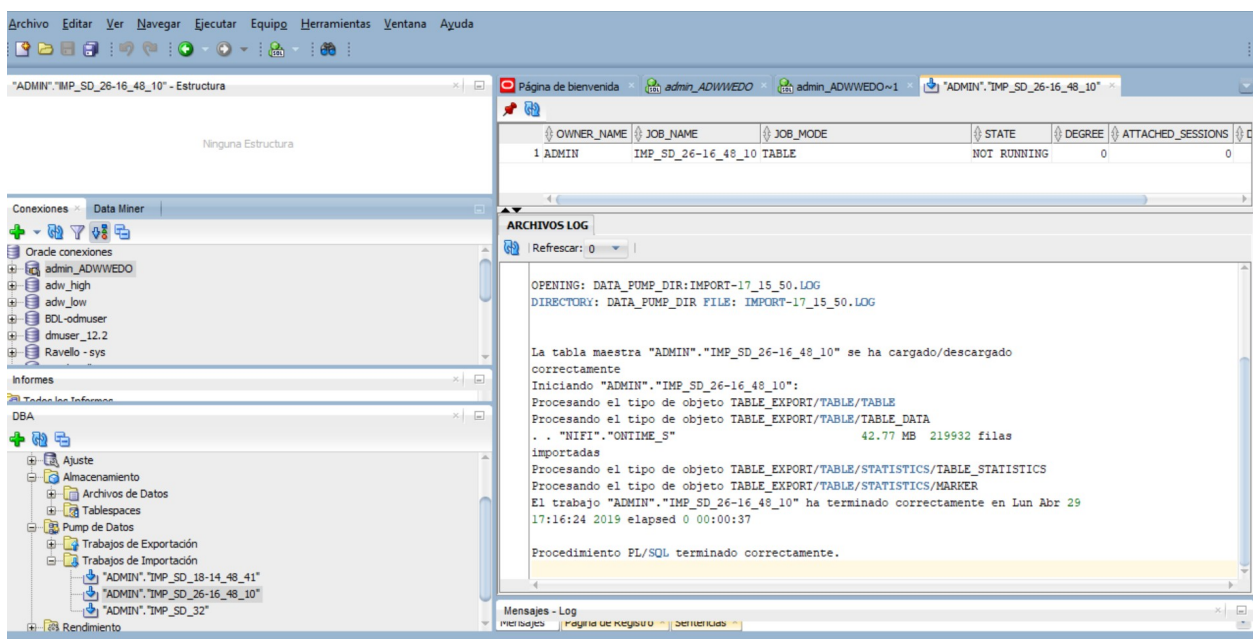 Archivo Editar Ver Navegar Ejecutar Equipo Herramientas Ventana Ayuda
"ADMIN"."IMP_SD_26-16_48_10" - Estructura
Ninguna Estructura
Conexiones
Data Miner
Oracle conexiones
admin_ADWWEDO
adw_high
adw_low
BDL-odmuser
dmuser_12.2
Ravello - sys
Informes
Todos los Informes
DBA
Ajuste
Almacenamiento
Archivos de Datos
Tablespaces
Pump de Datos
Trabajos de Exportación
Trabajos de Importación
"ADMIN"."IMP_SD_18-14_48_41"
"ADMIN"."IMP_SD_26-16_48_10"
"ADMIN"."IMP_SD_32"
Rendimiento
Página de bienvenida admin_ADWWEDO admin_ADWWEDO~1 "ADMIN"."IMP_SD_26-16_48_10"
OWNER_NAME JOB_NAME JOB_MODE STATE DEGREE ATTACHED_SESSIONS D
1 ADMIN IMP_SD_26-16_48_10 TABLE NOT RUNNING 0 0
ARCHIVOS LOG
Refrescar: 0
OPENING: DATA_PUMP_DIR:IMPORT-17_15_50.LOG
DIRECTORY: DATA_PUMP_DIR FILE: IMPORT-17_15_50.LOG
La tabla maestra "ADMIN"."IMP_SD_26-16_48_10" se ha cargado/descargado
correctamente
Iniciando "ADMIN"."IMP_SD_26-16_48_10":
Procesando el tipo de objeto TABLE_EXPORT/TABLE/TABLE
Procesando el tipo de objeto TABLE_EXPORT/TABLE/TABLE_DATA
. . "NIFI"."ONTIME_S" 42.77 MB 219932 filas
importadas
Procesando el tipo de objeto TABLE_EXPORT/TABLE/STATISTICS/TABLE_STATISTICS
Procesando el tipo de objeto TABLE_EXPORT/TABLE/STATISTICS/MARKER
El trabajo "ADMIN"."IMP_SD_26-16_48_10" ha terminado correctamente en Lun Abr 29
17:16:24 2019 elapsed 0 00:00:37
Procedimiento PL/SQL terminado correctamente.
Mensajes - Log
Mensajes Página de Registro Sentencias